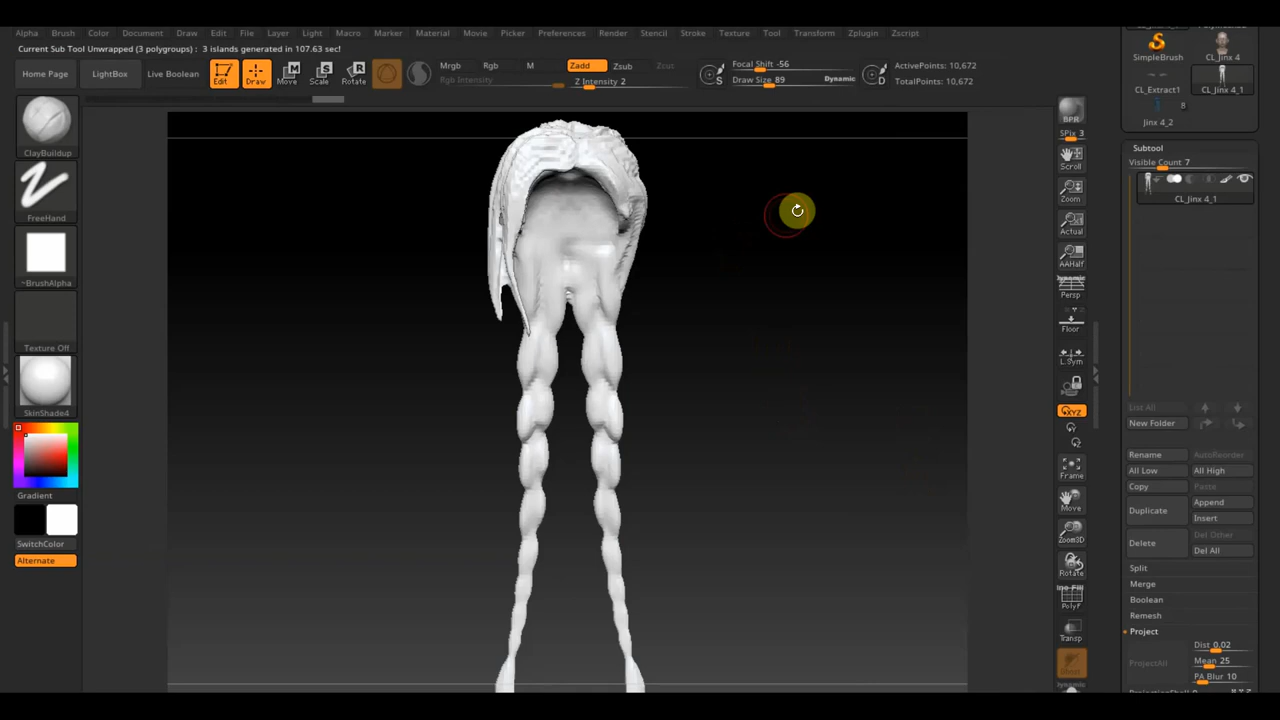 Alpha Brush Color Document Draw Edit File Layer Light Macro Marker Material Movie Picker Preferences Render Stencil Stroke Texture Tool Transform Zplugin Zscript
Current Sub Tool Unwrapped (3 polygroups) : 3 islands generated in 107.63 sec!
Home Page LightBox Live Boolean Edit Draw Move Scale Rotate
Mrgb Rgb M Zadd Zsub Zcut
Rgb Intensity Z Intensity 2
Focal Shift -56
Draw Size 89 Dynamic
ActivePoints: 10,672
TotalPoints: 10,672
ClayBuildup
FreeHand
~BrushAlpha
Texture Off
SkinShade4
Gradient
SwitchColor
Alternate
BPR
SPix 3
Scroll
Zoom
Actual
AAHalf
Dynamic
Persp
Floor
L.Sym
XYZ
Frame
Move
Zoom3D
Rotate
PolyF
Transp
Dynamic
SimpleBrush CL_Jinx 4
CL_Extract1 CL_Jinx 4_1
8
Jinx 4_2
Subtool
Visible Count 7
CL_Jinx 4_1
List All
New Folder
Rename AutoReorder
All Low All High
Copy Paste
Duplicate Append
Insert
Delete Del Other
Del All
Split
Merge
Boolean
Remesh
Project
ProjectAll Dist 0.02
Mean 25
PA Blur 10